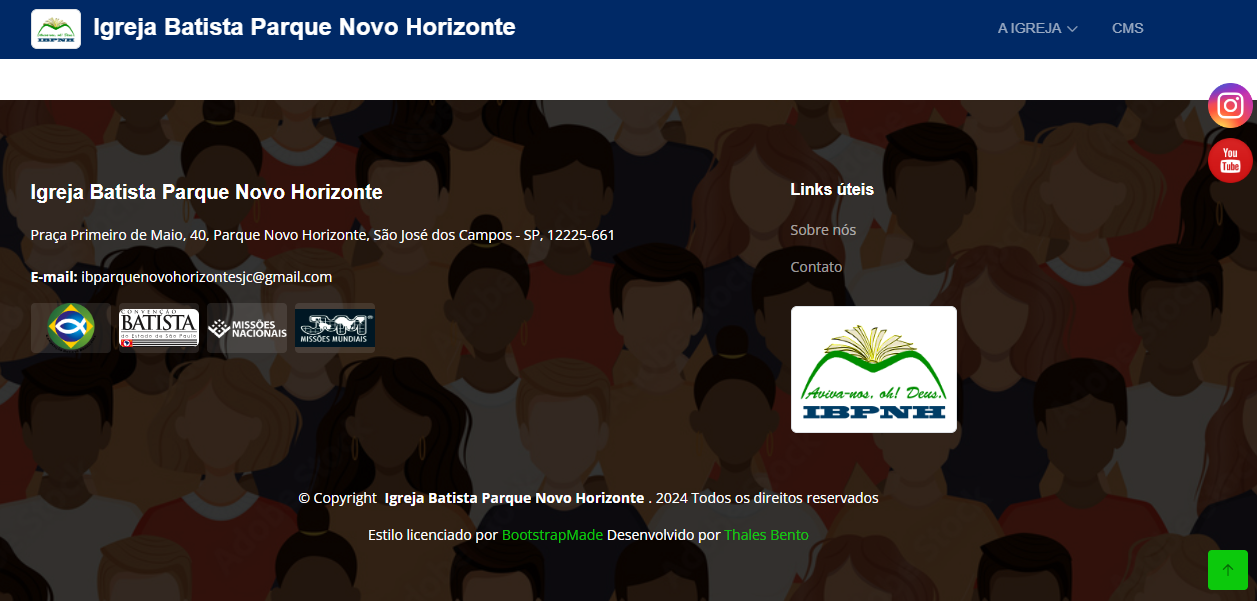 Igreja Batista Parque Novo Horizonte
A IGREJA
CMS
You
Tube
Igreja Batista Parque Novo Horizonte
Praça Primeiro de Maio, 40, Parque Novo Horizonte, São José dos Campos - SP, 12225-661
E-mail: ibparquenovohorizontesjc@gmail.com
CONVENÇÃO
BATISTA
do Estado de São Paulo
MISSÕES
NACIONAIS
JMM
MISSÕES MUNDIAIS
Links úteis
Sobre nós
Contato
Aviva-nos, oh! Deus.
IBPNH
© Copyright Igreja Batista Parque Novo Horizonte . 2024 Todos os direitos reservados
Estilo licenciado por BootstrapMade Desenvolvido por Thales Bento